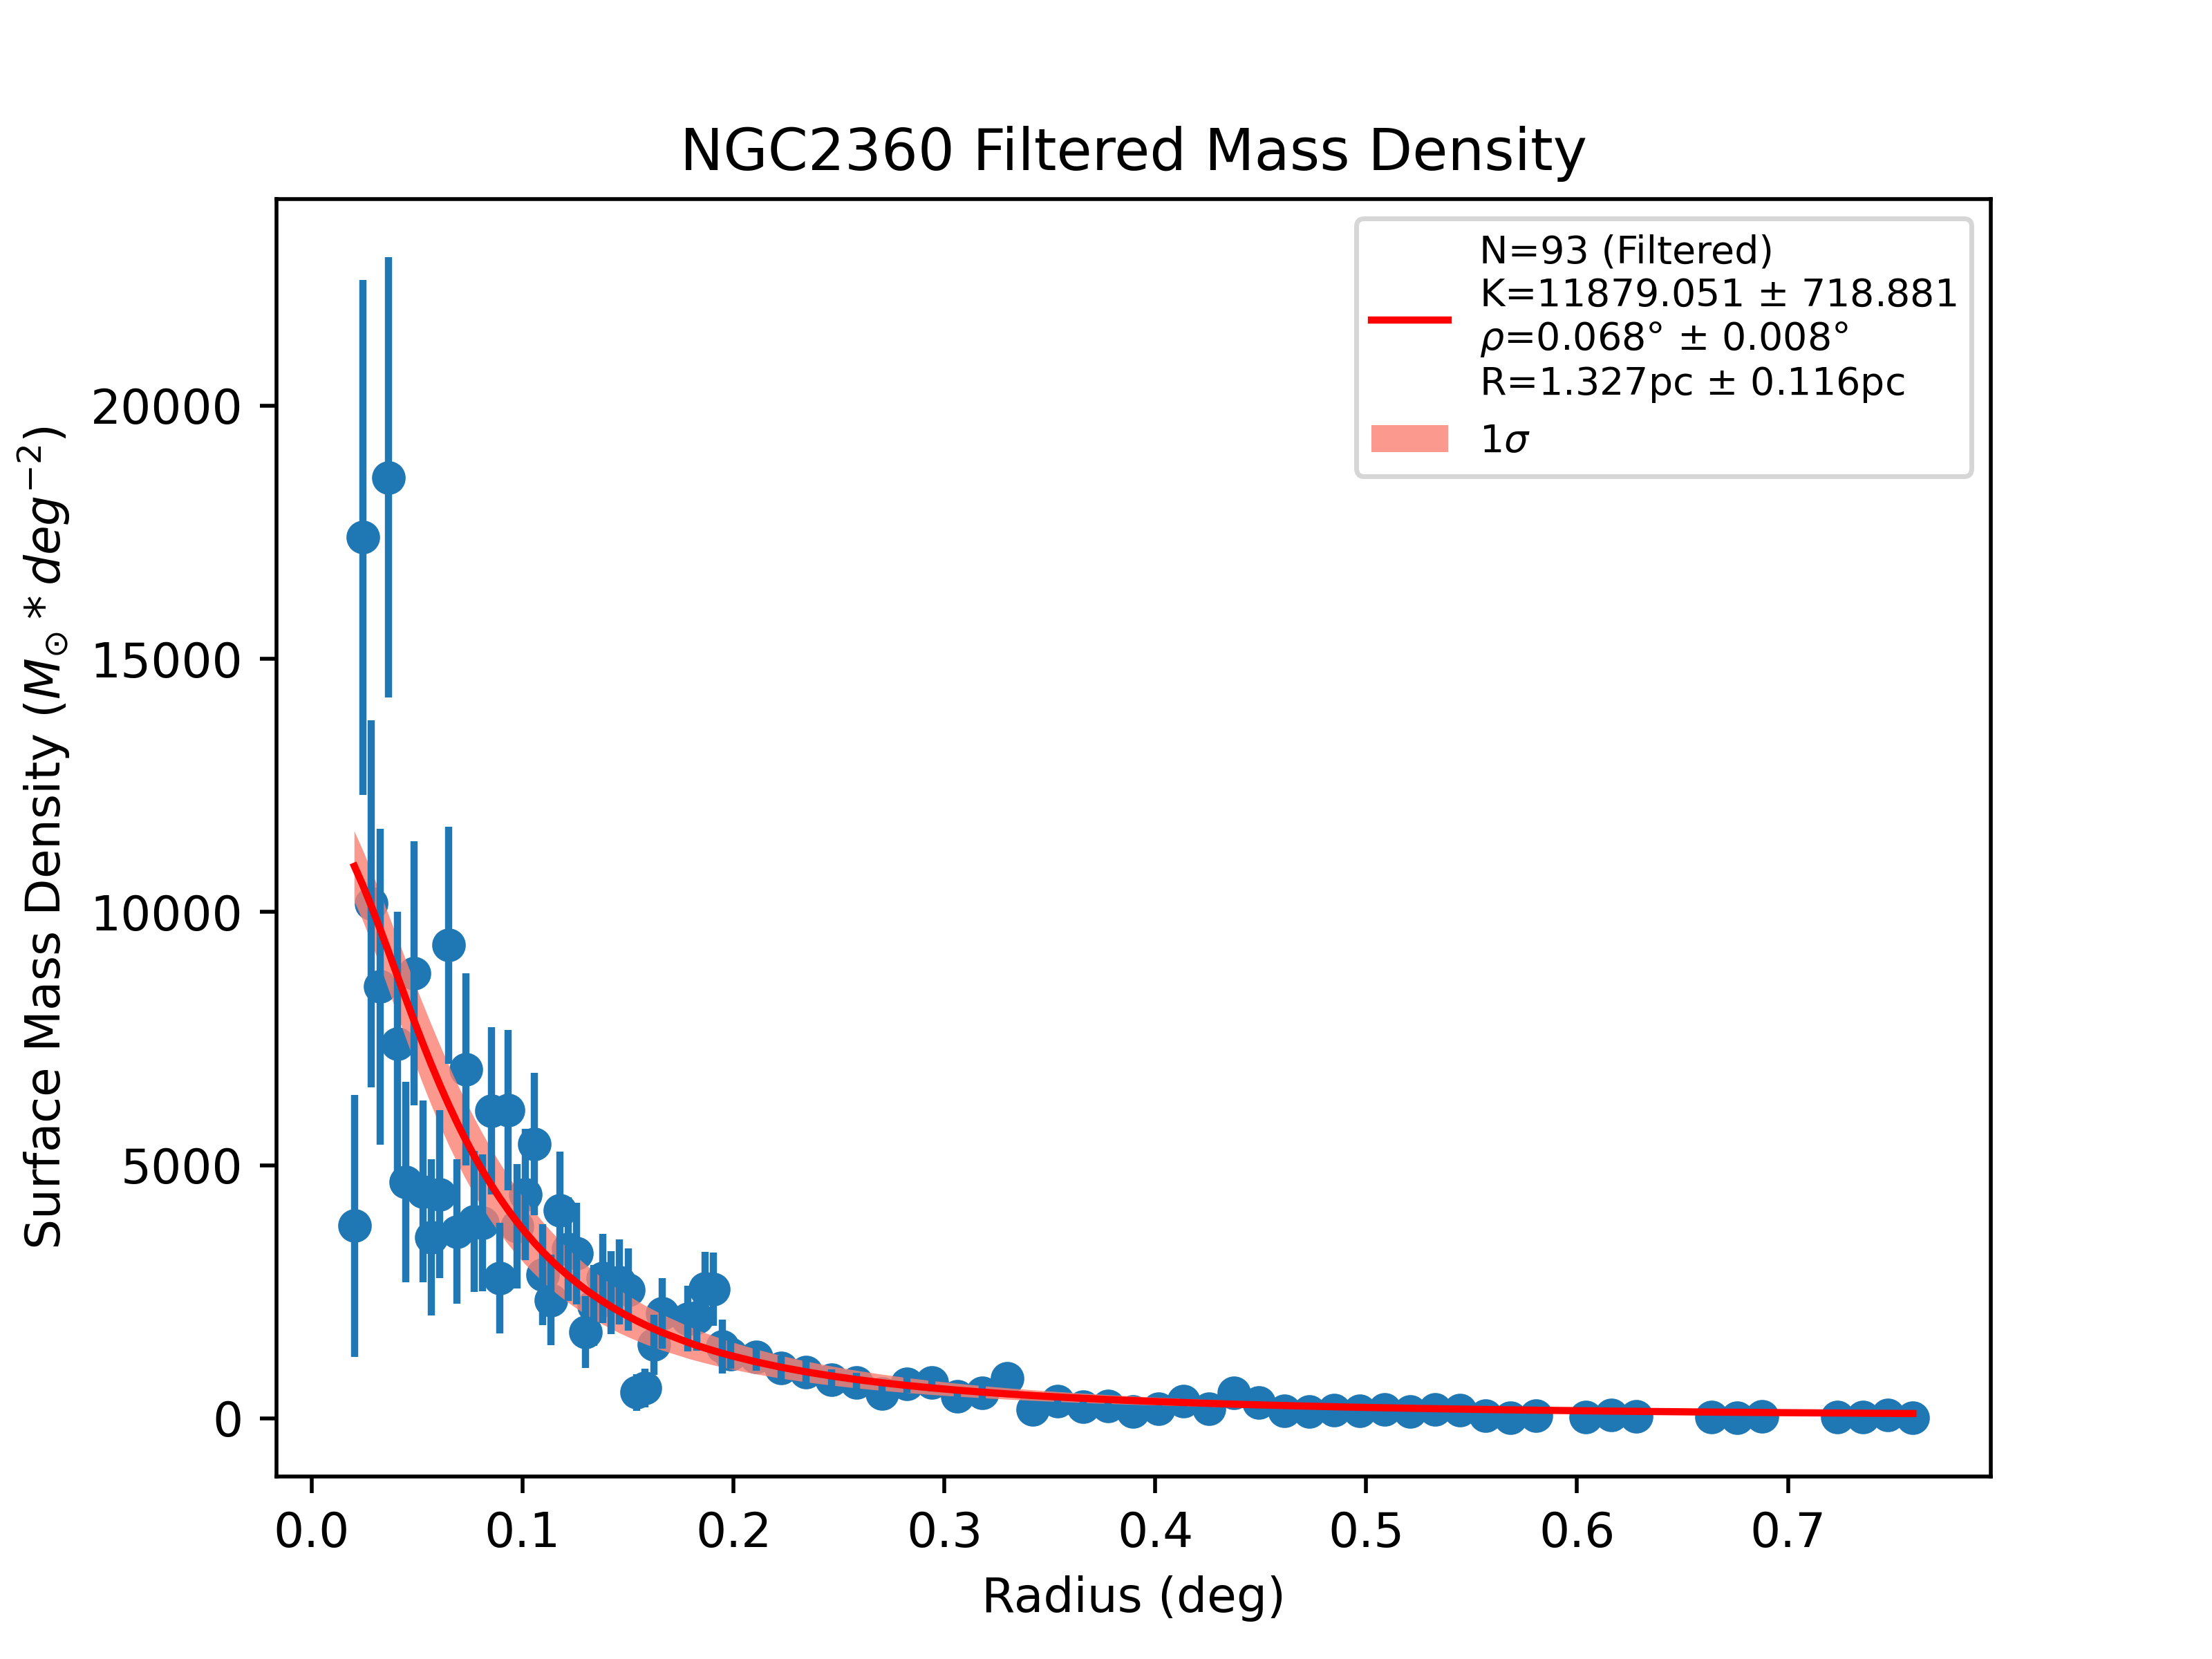 NGC2360 Filtered Mass Density
N=93 (Filtered)
K=11879.051 ± 718.881
ρ=0.068° ± 0.008°
R=1.327pc ± 0.116pc
1σ
Surface Mass Density (M☉ * deg⁻²)
20000
15000
10000
5000
0
0.0 0.1 0.2 0.3 0.4 0.5 0.6 0.7
Radius (deg)